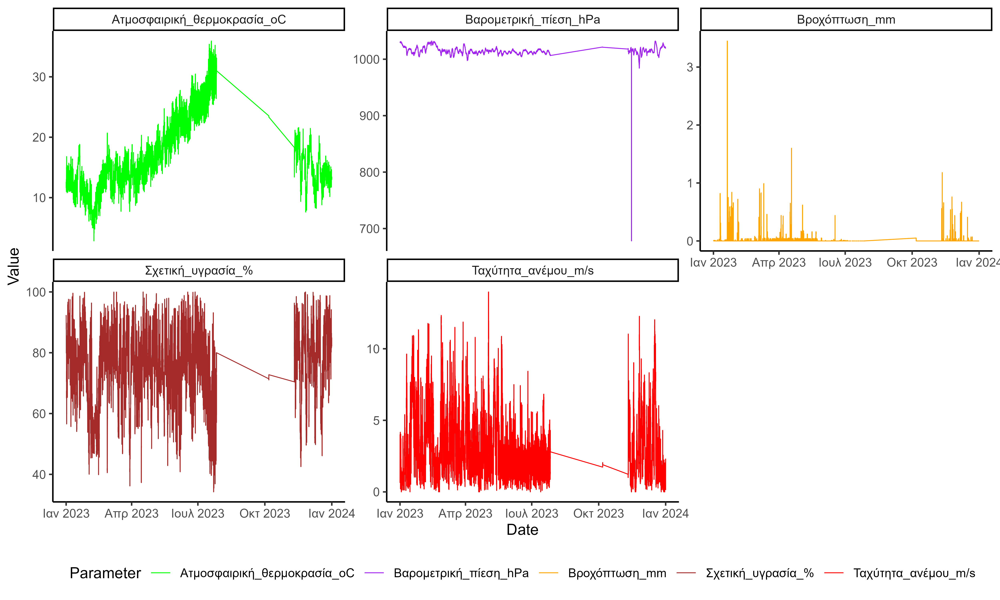 Ατμοσφαιρική_θερμοκρασία_oC
Βαρομετρική_πίεση_hPa
Βροχόπτωση_mm
30
20
10
1000
900
800
700
3
2
1
0
Ιαν 2023 Απρ 2023 Ιουλ 2023 Οκτ 2023 Ιαν 2024
Value
Σχετική_υγρασία_%
Ταχύτητα_ανέμου_m/s
100
80
60
40
10
5
0
Ιαν 2023 Απρ 2023 Ιουλ 2023 Οκτ 2023 Ιαν 2024
Ιαν 2023 Απρ 2023 Ιουλ 2023 Οκτ 2023 Ιαν 2024
Date
Parameter Ατμοσφαιρική_θερμοκρασία_oC Βαρομετρική_πίεση_hPa Βροχόπτωση_mm Σχετική_υγρασία_% Ταχύτητα_ανέμου_m/s